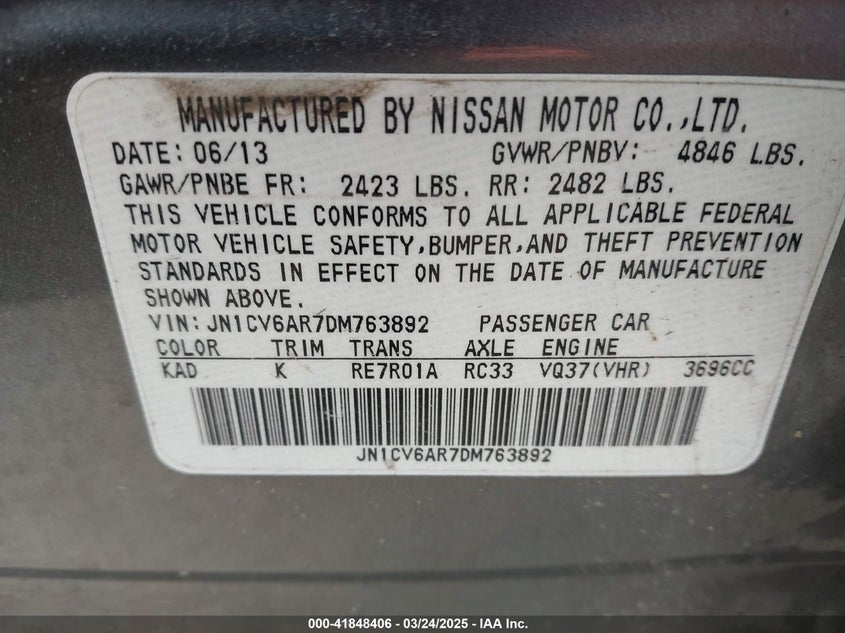 MANUFACTURED BY NISSAN MOTOR CO.,LTD.
DATE: 06/13 GVWR/PNBV: 4846 LBS.
GAWR/PNBE FR: 2423 LBS. RR: 2482 LBS.
THIS VEHICLE CONFORMS TO ALL APPLICABLE FEDERAL
MOTOR VEHICLE SAFETY,BUMPER,AND THEFT PREVENTION
STANDARDS IN EFFECT ON THE DATE OF MANUFACTURE
SHOWN ABOVE.
VIN:JN1CV6AR7DM763892 PASSENGER CAR
COLOR TRIM TRANS AXLE ENGINE
KAD K RE7R01A RC33 VQ37(VHR) 3696CC
JN1CV6AR7DM763892
000-41848406 - 03/24/2025 - IAA Inc.